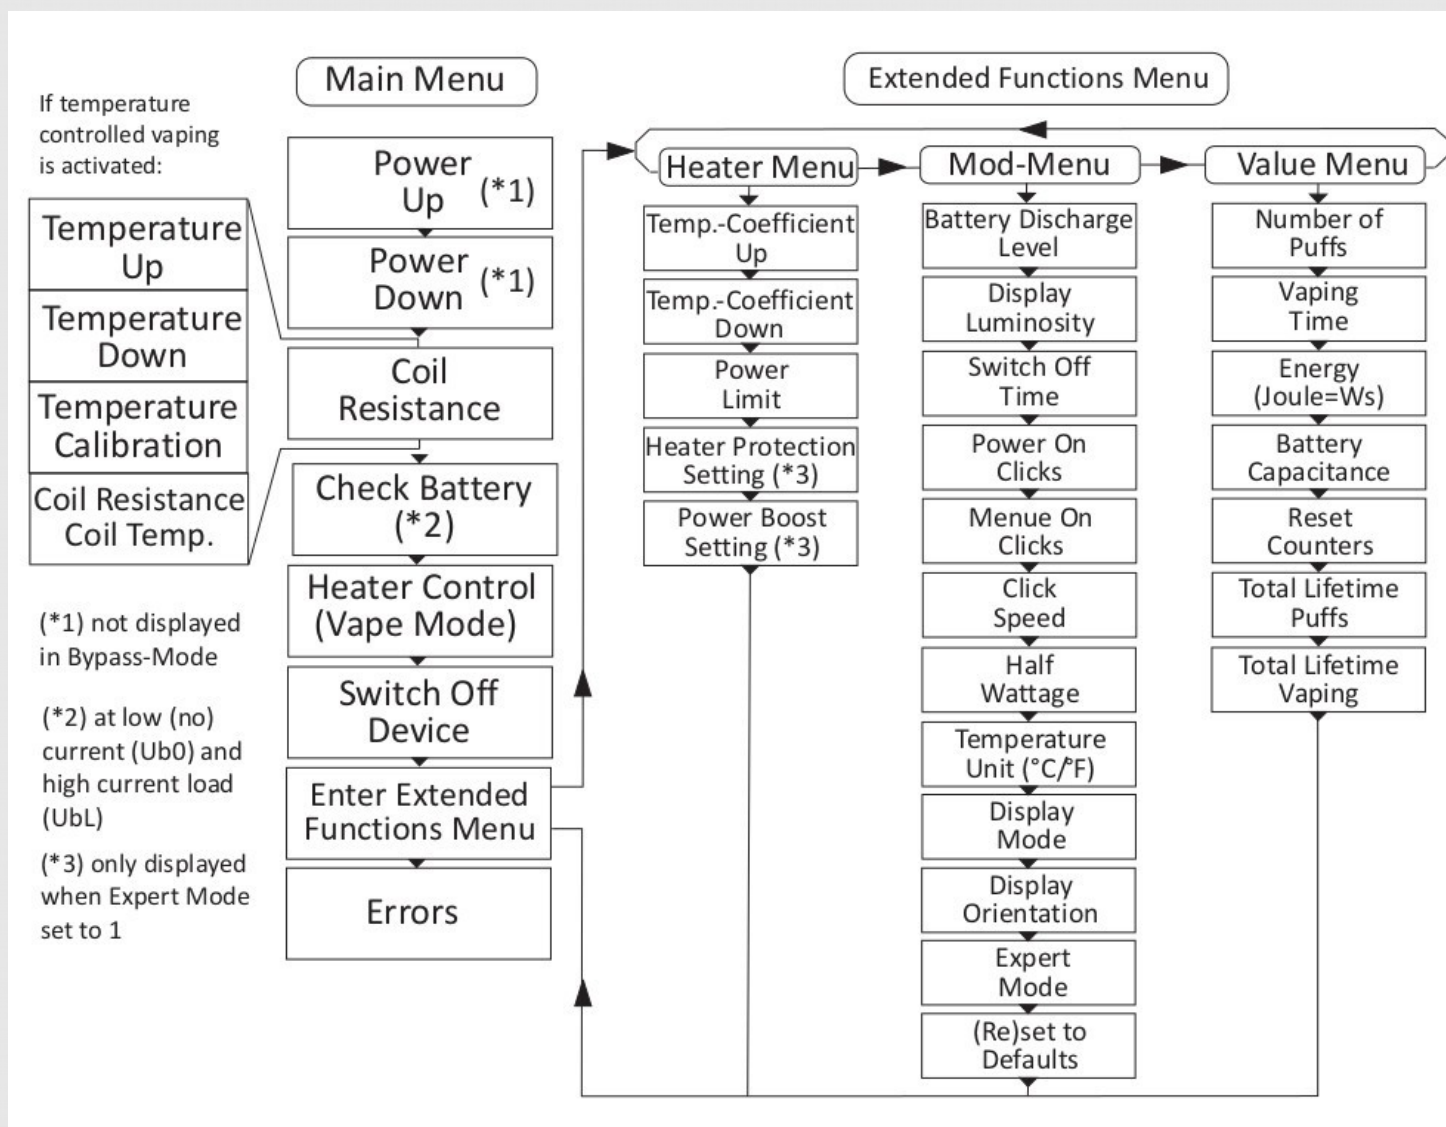 Main Menu
Extended Functions Menu
If temperature
controlled vaping
is activated:
Temperature
Up
Temperature
Down
Temperature
Calibration
Coil Resistance
Coil Temp.
(*1) not displayed
in Bypass-Mode
(*2) at low (no)
current (Ub0) and
high current load
(UbL)
(*3) only displayed
when Expert Mode
set to 1
Power
Up (*1)
Power
Down (*1)
Coil
Resistance
Check Battery
(*2)
Heater Control
(Vape Mode)
Switch Off
Device
Enter Extended
Functions Menu
Errors
Heater Menu
Temp.-Coefficient
Up
Temp.-Coefficient
Down
Power
Limit
Heater Protection
Setting (*3)
Power Boost
Setting (*3)
Mod-Menu
Battery Discharge
Level
Display
Luminosity
Switch Off
Time
Power On
Clicks
Menue On
Clicks
Click
Speed
Half
Wattage
Temperature
Unit (°C/°F)
Display
Mode
Display
Orientation
Expert
Mode
(Re)set to
Defaults
Value Menu
Number of
Puffs
Vaping
Time
Energy
(Joule=Ws)
Battery
Capacitance
Reset
Counters
Total Lifetime
Puffs
Total Lifetime
Vaping